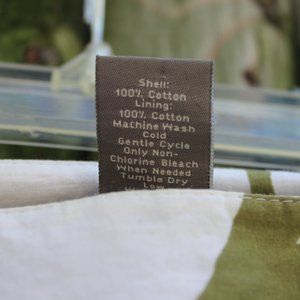 Shell:
100% Cotton
Lining:
100% Cotton
Machine Wash
Cold
Gentle Cycle
Only Non-
Chlorine Bleach
When Needed
Tumble Dry
Low